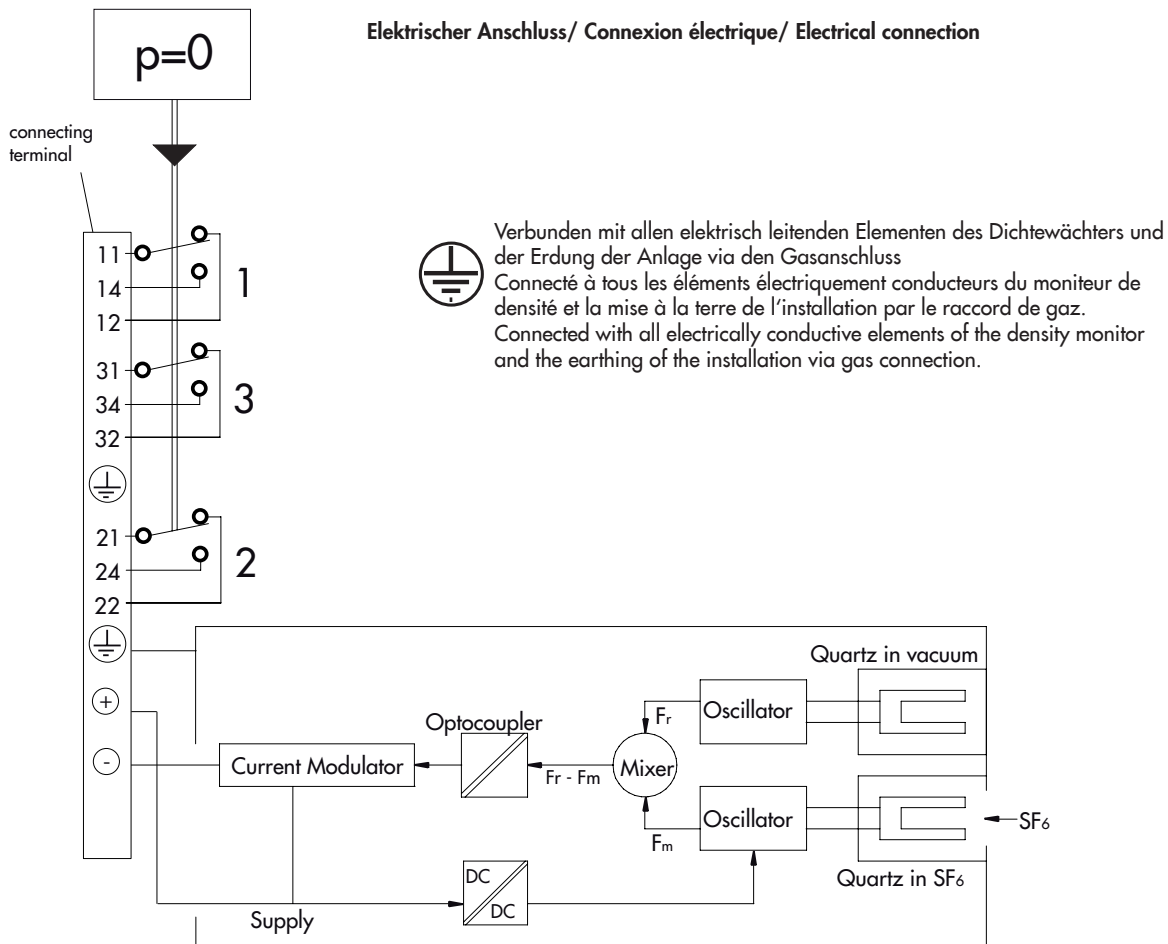 Elektrischer Anschluss/ Connexion électrique/ Electrical connection
p=0
connecting
terminal
11
14
12
1
31
34
32
3
21
24
22
2
+
-
Verbunden mit allen elektrisch leitenden Elementen des Dichtewächters und
der Erdung der Anlage via den Gasanschluss
Connecté à tous les éléments électriquement conducteurs du moniteur de
densité et la mise à la terre de l'installation par le raccord de gaz.
Connected with all electrically conductive elements of the density monitor
and the earthing of the installation via gas connection.
Quartz in vacuum
Oscillator
Fr
Optocoupler
Current Modulator
Fr - Fm
Mixer
Oscillator
Fm
SF6
Quartz in SF6
DC
DC
Supply